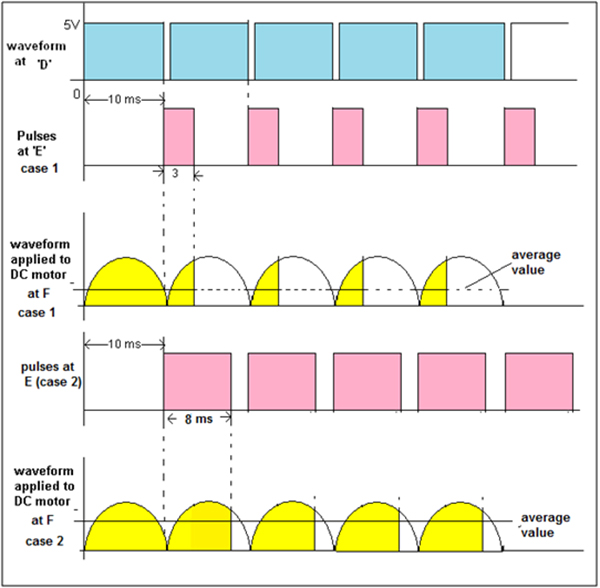 5V
waveform
at 'D'
0
10 ms
Pulses
at 'E'
case 1
3
waveform
applied to
DC motor
at F
case 1
average
value
10 ms
pulses at
E (case 2)
8 ms
waveform
applied to
DC motor
at F
case 2
average
value